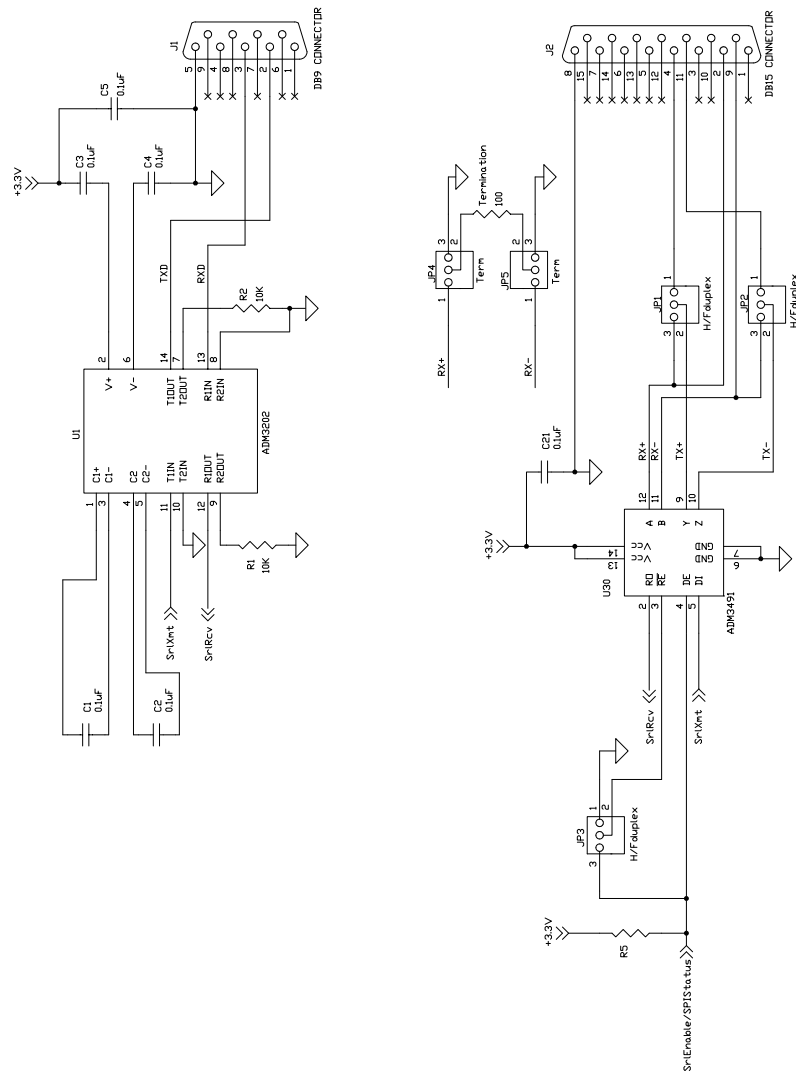 J1
5
9
4
8
3
7
2
6
1
DB9 CONNECTOR
C5
0.1uF
+3.3V
C3
0.1uF
C4
0.1uF
TXD
RXD
R2
10K
2
6
14
7
13
8
V+
V-
T1OUT
T2OUT
R1IN
R2IN
U1
ADM3202
C1+
C1-
C2
C2-
T1IN
T2IN
R1OUT
R2OUT
1
3
4
5
11
10
12
9
R1
10K
SrlXmt
SrlRcv
C1
0.1uF
C2
0.1uF
J2
8
15
7
14
6
13
5
12
4
11
3
10
2
9
1
DB15 CONNECTOR
Termination
100
3
2
JP4
1
Term
2
3
JP5
1
Term
RX+
RX-
1
JP1
3
2
H/Fduplex
1
JP2
3
2
H/Fduplex
C21
0.1uF
RX+
RX-
TX+
TX-
12
11
9
10
A
B
Y
Z
+3.3V
14
13
Vcc
Vcc
GND
GND
7
6
U30
RO
RE
DE
DI
ADM3491
2
3
4
5
SrlRcv
SrlXmt
1
2
JP3
3
H/Fduplex
+3.3V
R5
SrlEnable/SPIStatus